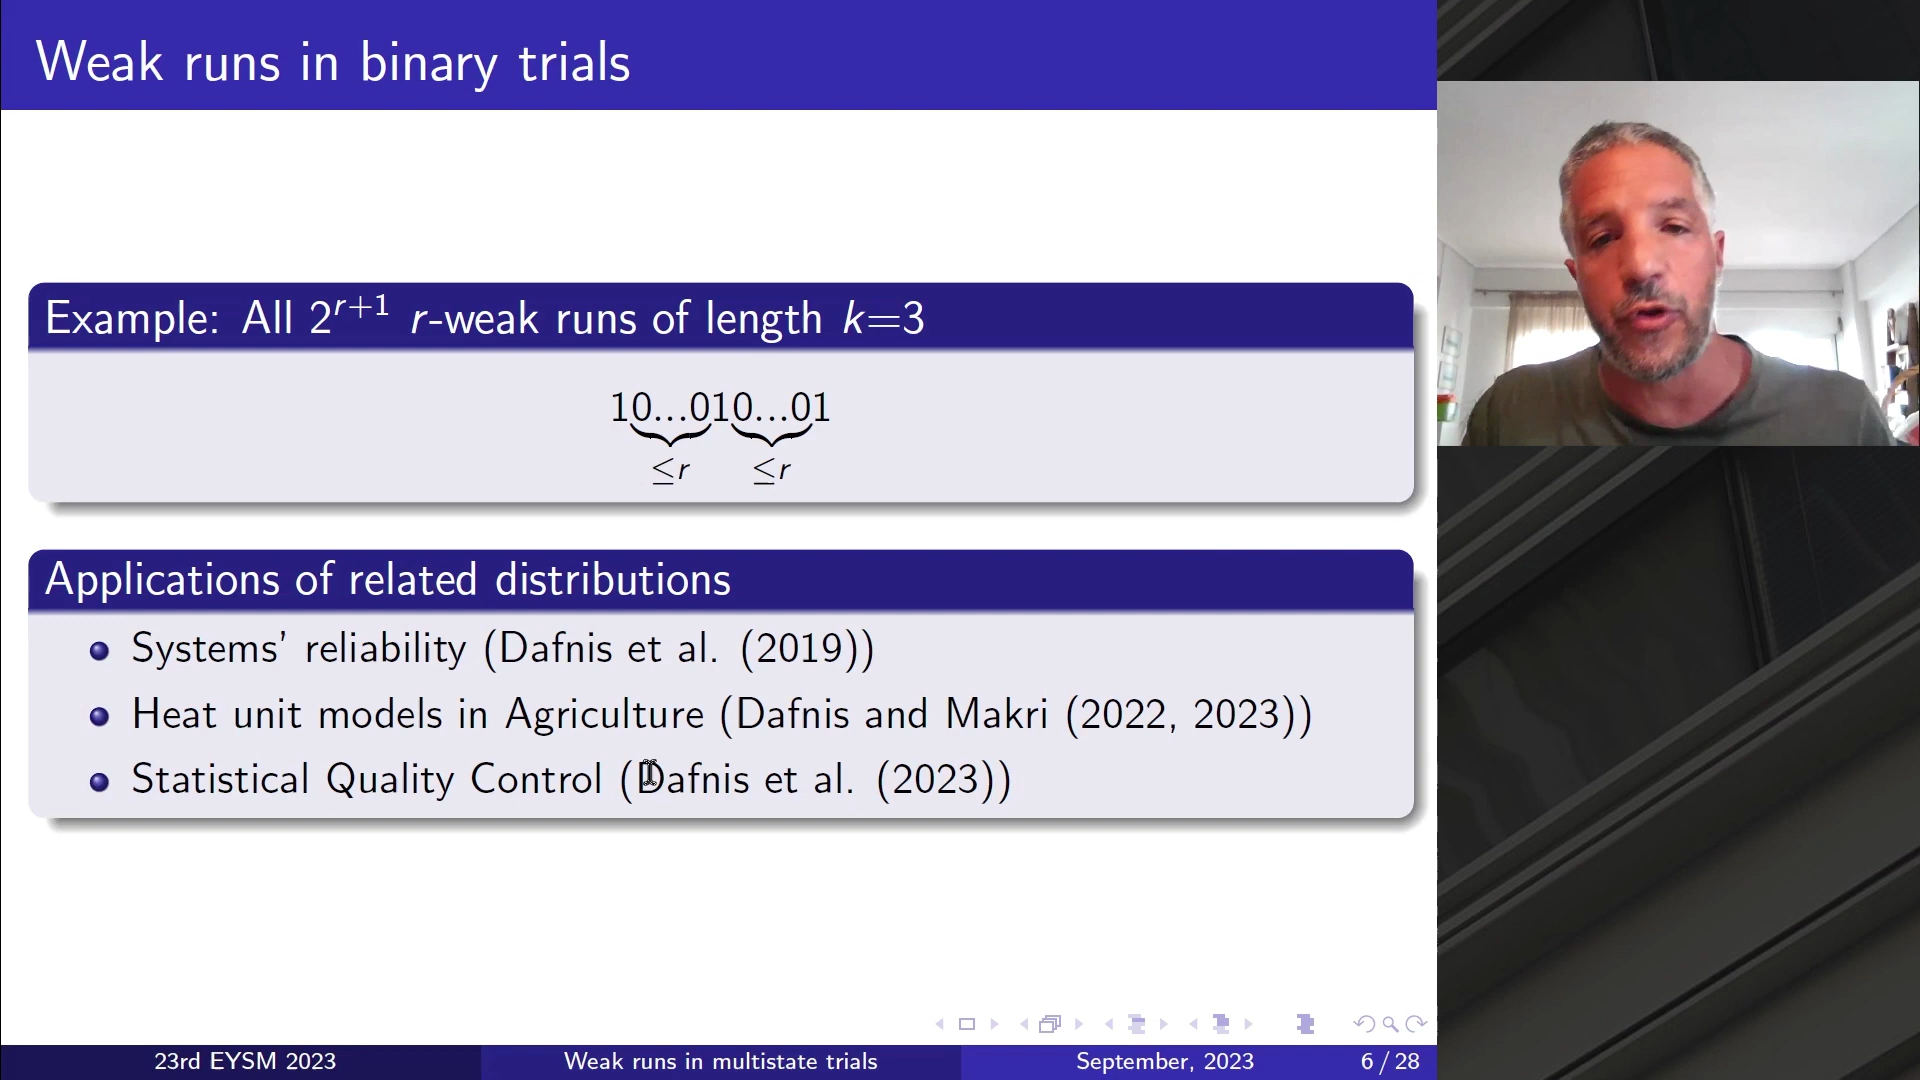 Weak runs in binary trials
Example: All 2^{r+1} r-weak runs of length k=3
10...010...01
≤r ≤r
Applications of related distributions
Systems' reliability (Dafnis et al. (2019))
Heat unit models in Agriculture (Dafnis and Makri (2022, 2023))
Statistical Quality Control (Dafnis et al. (2023))
23rd EYSM 2023 Weak runs in multistate trials September, 2023 6 / 28